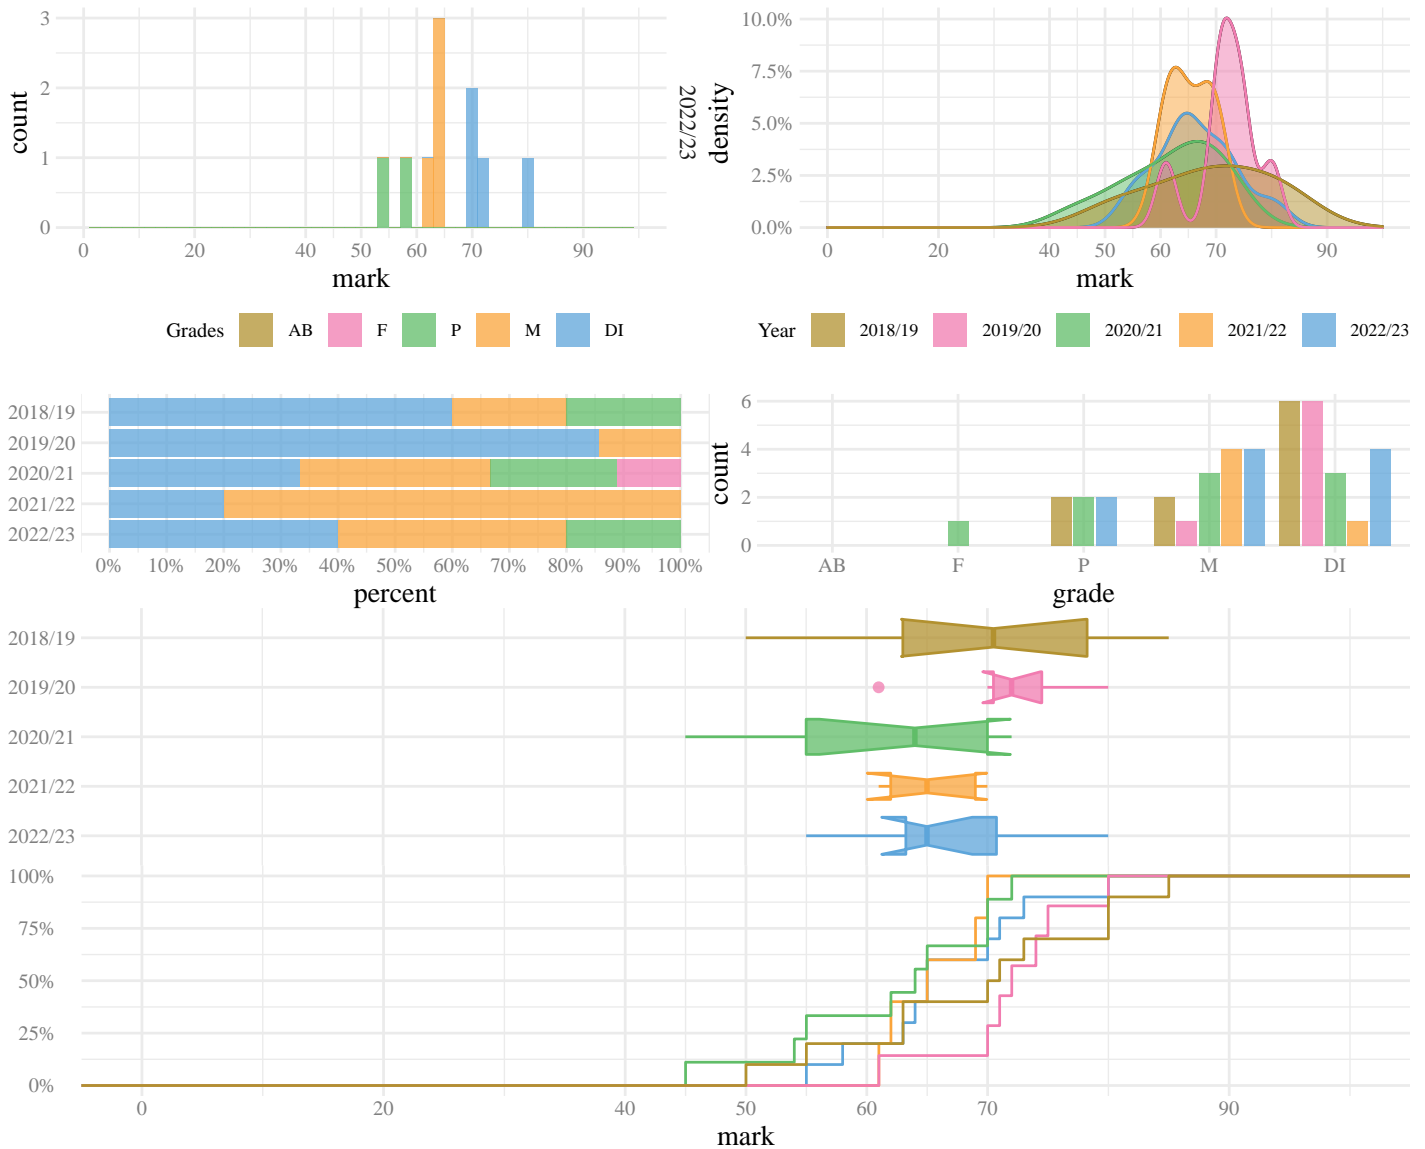 3
2
1
0
count
0 20 40 50 60 70 90
mark
2022/23
10.0%
7.5%
5.0%
2.5%
0.0%
density
0 20 40 50 60 70 90
mark
Grades AB F P M DI
Year 2018/19 2019/20 2020/21 2021/22 2022/23
2018/19
2019/20
2020/21
2021/22
2022/23
0% 10% 20% 30% 40% 50% 60% 70% 80% 90% 100%
percent
6
4
2
0
count
AB F P M DI
grade
2018/19
2019/20
2020/21
2021/22
2022/23
100%
75%
50%
25%
0%
0 20 40 50 60 70 90
mark